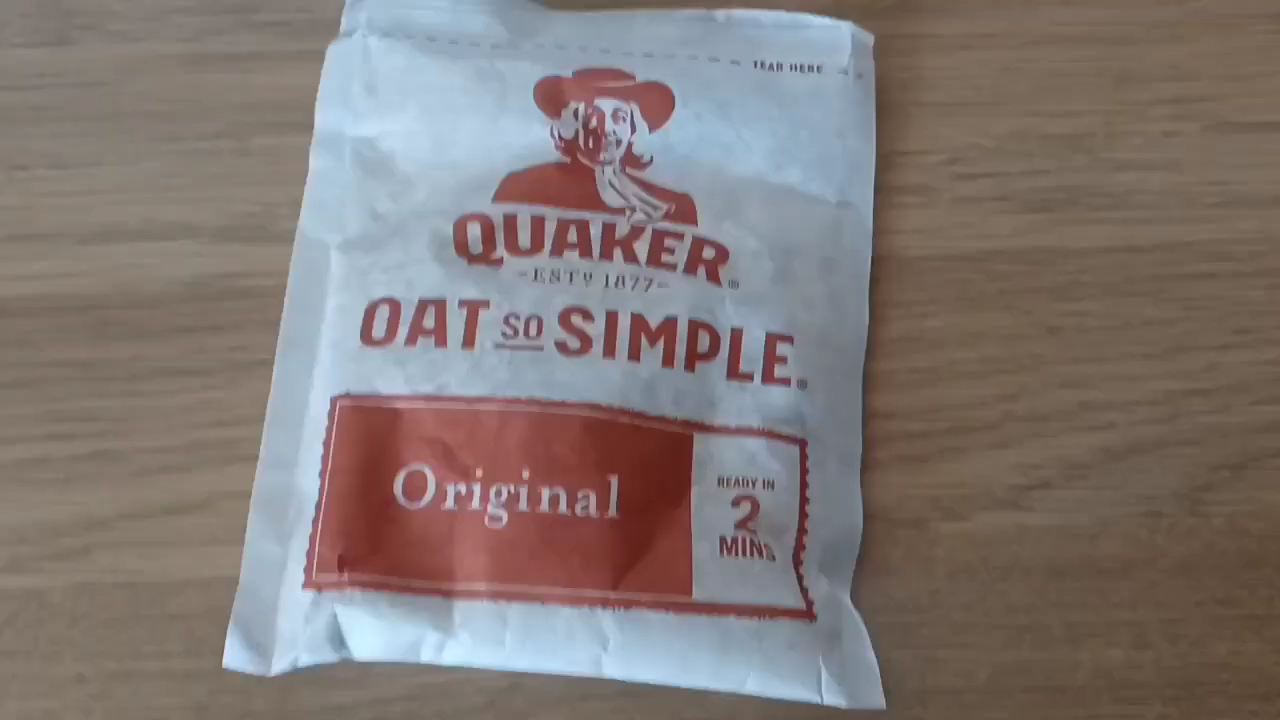 TEAR HERE
QUAKER®
-ESTD 1877-
OAT SO SIMPLE®
Original
READY IN
2
MINS